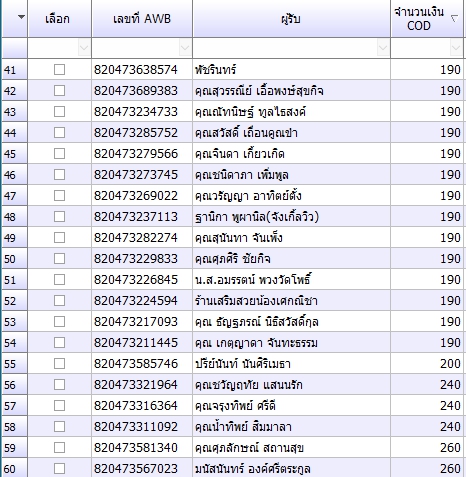 เลือก เลขที่ AWB ผู้รับ จำนวนเงิน COD
41 820473638574 พัชรินทร์ 190
42 820473689383 คุณสุวรรณีย์ เอื้อพงษ์สุขกิจ 190
43 820473234733 คุณณัทนิษฐ์ ทูลไธสงค์ 190
44 820473285752 คุณสวัสดิ์ เถื่อนคูณขำ 190
45 820473279566 คุณจินดา เกี้ยวเกิด 190
46 820473273745 คุณชนิดาภา เพิ่มพูล 190
47 820473269022 คุณวรัญญา อาทิตย์ตั้ง 190
48 820473237113 ฐานิกา พูผานิล(จังเกิ้ลวิว) 190
49 820473282274 คุณสุนันทา จันเพ็ง 190
50 820473229833 คุณศุภศิริ ชัยกิจ 190
51 820473226845 น.ส.อมรรตน์ พวงวัดโพธิ์ 190
52 820473224594 ร้านเสริมสวยน้องเศกณิชา 190
53 820473217093 คุณ ธัญฐภรณ์ นิธิสวัสดิ์กุล 190
54 820473211445 คุณ เกตุญาดา จันทะธรรม 190
55 820473585746 ปรีย์นันท์ นันศิริเมธา 200
56 820473321964 คุณขวัญฤทัย แสนนรัก 240
57 820473316364 คุณจรุงทิพย์ ศรีดี 240
58 820473311092 คุณน้ำทิพย์ สีมมาลา 240
59 820473581340 คุณศุภลักษณ์ สถานสุข 260
60 820473567023 มนัสนันทร์ องค์ศรีตระกูล 260